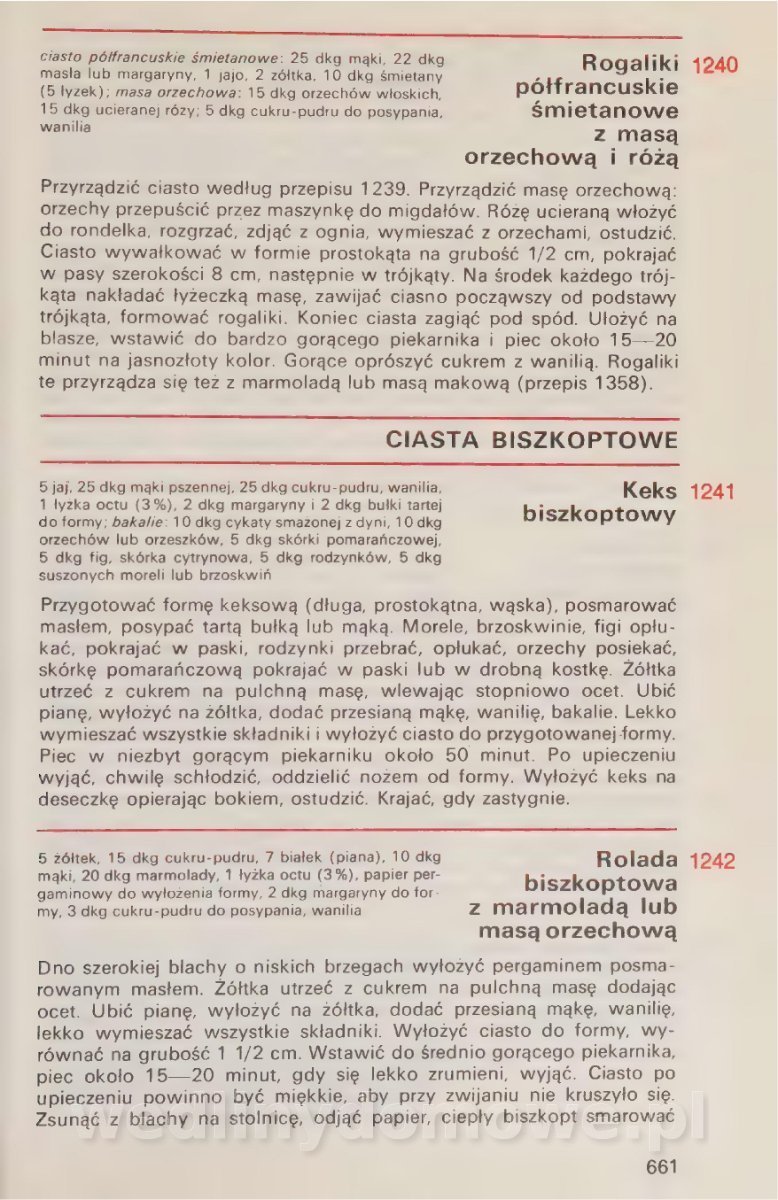 ciasto półfrancuskie śmietanowe: 25 dkg mąki, 22 dkg
masła lub margaryny, 1 jajo, 2 żółtka, 10 dkg śmietany
(5 łyżek); masa orzechowa: 15 dkg orzechów włoskich,
15 dkg ucieranej róży; 5 dkg cukru-pudru do posypania,
wanilia
Rogaliki 1240
półfrancuskie
śmietanowe
z masą
orzechową i różą
Przyrządzić ciasto według przepisu 1239. Przyrządzić masę orzechową:
orzechy przepuścić przez maszynkę do migdałów. Różę ucieraną włożyć
do rondelka, rozgrzać, zdjąć z ognia, wymieszać z orzechami, ostudzić.
Ciasto wywałkować w formie prostokąta na grubość 1/2 cm, pokrajać
w pasy szerokości 8 cm, następnie w trójkąty. Na środek każdego trój-
kąta nakładać łyżeczką masę, zawijać ciasno począwszy od podstawy
trójkąta, formować rogaliki. Koniec ciasta zagiąć pod spód. Ułożyć na
blasze, wstawić do bardzo gorącego piekarnika i piec około 15—20
minut na jasnozłoty kolor. Gorące oprószyć cukrem z wanilią. Rogaliki
te przyrządza się też z marmoladą lub masą makową (przepis 1358).
CIASTA BISZKOPTOWE
5 jaj, 25 dkg mąki pszennej, 25 dkg cukru-pudru, wanilia,
1 łyżka octu (3%), 2 dkg margaryny i 2 dkg bułki tartej
do formy; bakalie: 10 dkg cykaty smażonej z dyni, 10 dkg
orzechów lub orzeszków, 5 dkg skórki pomarańczowej,
5 dkg fig, skórka cytrynowa, 5 dkg rodzynków, 5 dkg
suszonych moreli lub brzoskwiń
Keks 1241
biszkoptowy
Przygotować formę keksową (długa, prostokątna, wąska), posmarować
masłem, posypać tartą bułką lub mąką. Morele, brzoskwinie, figi opłu-
kać, pokrajać w paski, rodzynki przebrać, opłukać, orzechy posiekać,
skórkę pomarańczową pokrajać w paski lub w drobną kostkę. Żółtka
utrzeć z cukrem na pulchną masę, wlewając stopniowo ocet. Ubić
pianę, wyłożyć na żółtka, dodać przesianą mąkę, wanilię, bakalie. Lekko
wymieszać wszystkie składniki i wyłożyć ciasto do przygotowanej formy.
Piec w niezbyt gorącym piekarniku około 50 minut. Po upieczeniu
wyjąć, chwilę schłodzić, oddzielić nożem od formy. Wyłożyć keks na
deseczkę opierając bokiem, ostudzić. Krajać, gdy zastygnie.
5 żółtek, 15 dkg cukru-pudru, 7 białek (piana), 10 dkg
mąki, 20 dkg marmolady, 1 łyżka octu (3%), papier per-
gaminowy do wyłożenia formy, 2 dkg margaryny do for-
my, 3 dkg cukru-pudru do posypania, wanilia
Rolada 1242
biszkoptowa
z marmoladą lub
masą orzechową
Dno szerokiej blachy o niskich brzegach wyłożyć pergaminem posma-
rowanym masłem. Żółtka utrzeć z cukrem na pulchną masę dodając
ocet. Ubić pianę, wyłożyć na żółtka, dodać przesianą mąkę, wanilię,
lekko wymieszać wszystkie składniki. Wyłożyć ciasto do formy, wy-
równać na grubość 1 1/2 cm. Wstawić do średnio gorącego piekarnika,
piec około 15—20 minut, gdy się lekko zrumieni, wyjąć. Ciasto po
upieczeniu powinno być miękkie, aby przy zwijaniu nie kruszyło się.
Zsunąć z blachy na stolnicę, odjąć papier, ciepły biszkopt smarować
wedlinydomowe.pl
661